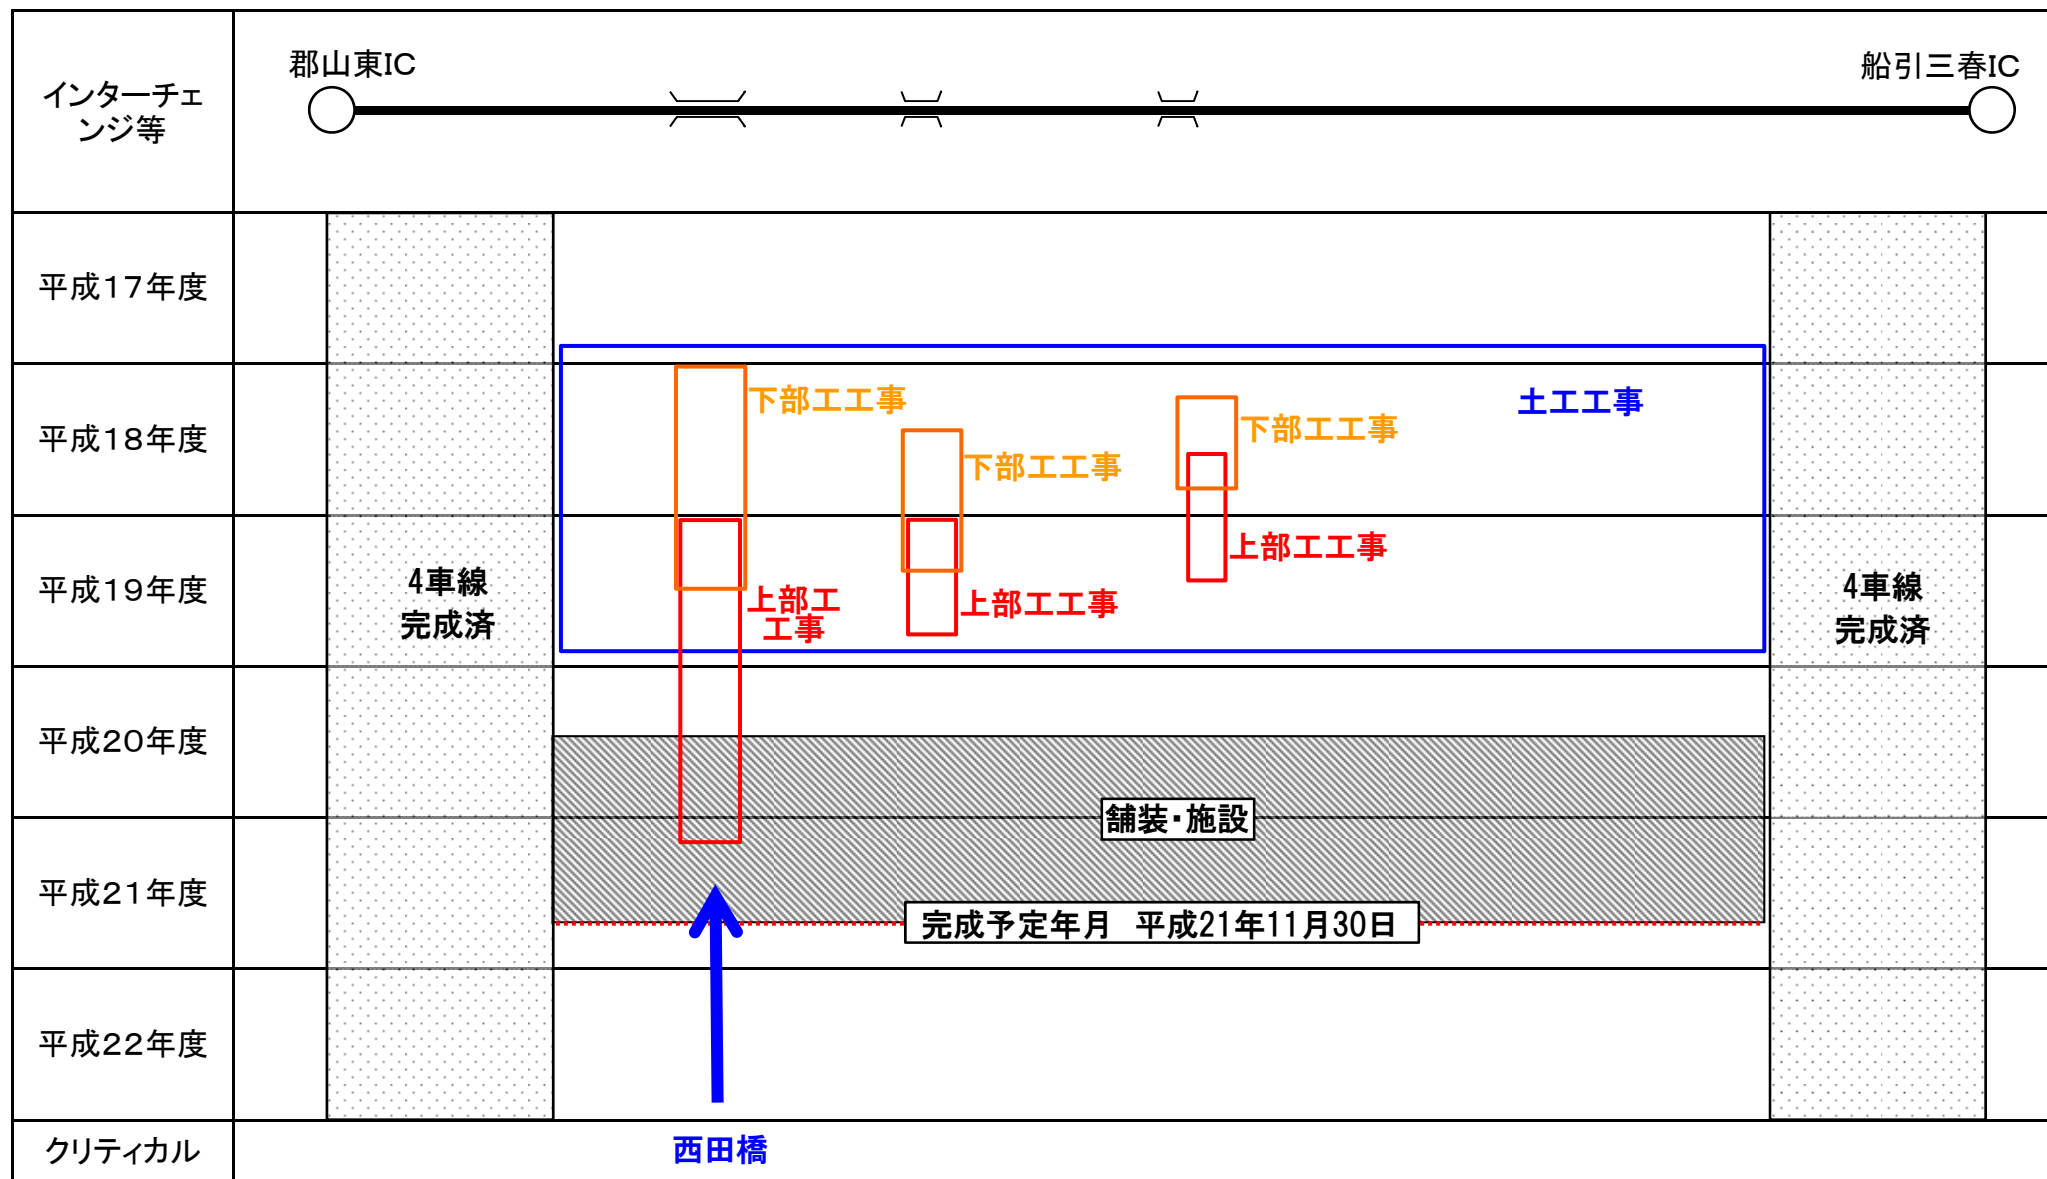 郡山東IC
船引三春IC
インターチェ
ンジ等
平成17年度
平成18年度
下部工工事
下部工工事
下部工工事
土工工事
平成19年度
4車線
完成済
上部工
工事
上部工工事
上部工工事
4車線
完成済
平成20年度
舗装・施設
平成21年度
完成予定年月 平成21年11月30日
平成22年度
クリティカル
西田橋